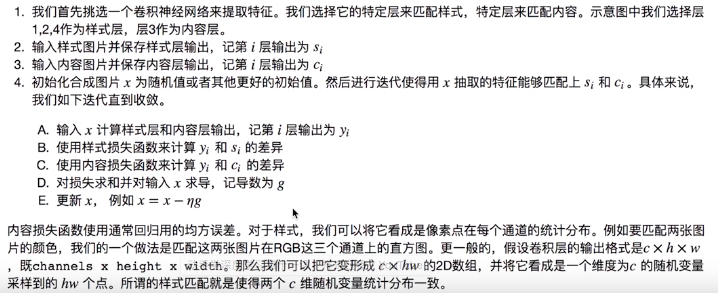 1. 我们首先挑选一个卷积神经网络来提取特征。我们选择它的特定层来匹配样式，特定层来匹配内容。示意图中我们选择层
1,2,4作为样式层，层3作为内容层。
2. 输入样式图片并保存样式层输出，记第 i 层输出为 s_i
3. 输入内容图片并保存内容层输出，记第 i 层输出为 c_i
4. 初始化合成图片 x 为随机值或者其他更好的初始值。然后进行迭代使得用 x 抽取的特征能够匹配上 s_i 和 c_i。具体来说，
我们如下迭代直到收敛。
A. 输入 x 计算样式层和内容层输出，记第 i 层输出为 y_i
B. 使用样式损失函数来计算 y_i 和 s_i 的差异
C. 使用内容损失函数来计算 y_i 和 c_i 的差异
D. 对损失求和并对输入 x 求导，记导数为 g
E. 更新 x， 例如 x = x − ηg
内容损失函数使用通常回归用的均方误差。对于样式，我们可以将它看成是像素点在每个通道的统计分布。例如要匹配两张图
片的颜色，我们的一个做法是匹配这两张图片在RGB这三个通道上的直方图。更一般的，假设卷积层的输出格式是c × h × w
，既channels x height x width。那么我们可以把它变形成 c × hw 的2D数组，并将它看成是一个维度为c 的随机变量
采样到的 hw 个点。所谓的样式匹配就是使得两个 c 维随机变量统计分布一致。